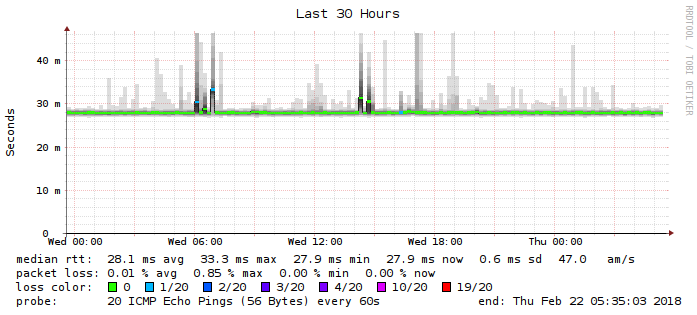 Last 30 Hours
RRDTOOL / TOBI OETIKER
Seconds
40 m
30 m
20 m
10 m
0
Wed 00:00 Wed 06:00 Wed 12:00 Wed 18:00 Thu 00:00
median rtt: 28.1 ms avg 33.3 ms max 27.9 ms min 27.9 ms now 0.6 ms sd 47.0 am/s
packet loss: 0.01 % avg 0.85 % max 0.00 % min 0.00 % now
loss color: 0 1/20 2/20 3/20 4/20 10/20 19/20
probe: 20 ICMP Echo Pings (56 Bytes) every 60s end: Thu Feb 22 05:35:03 2018